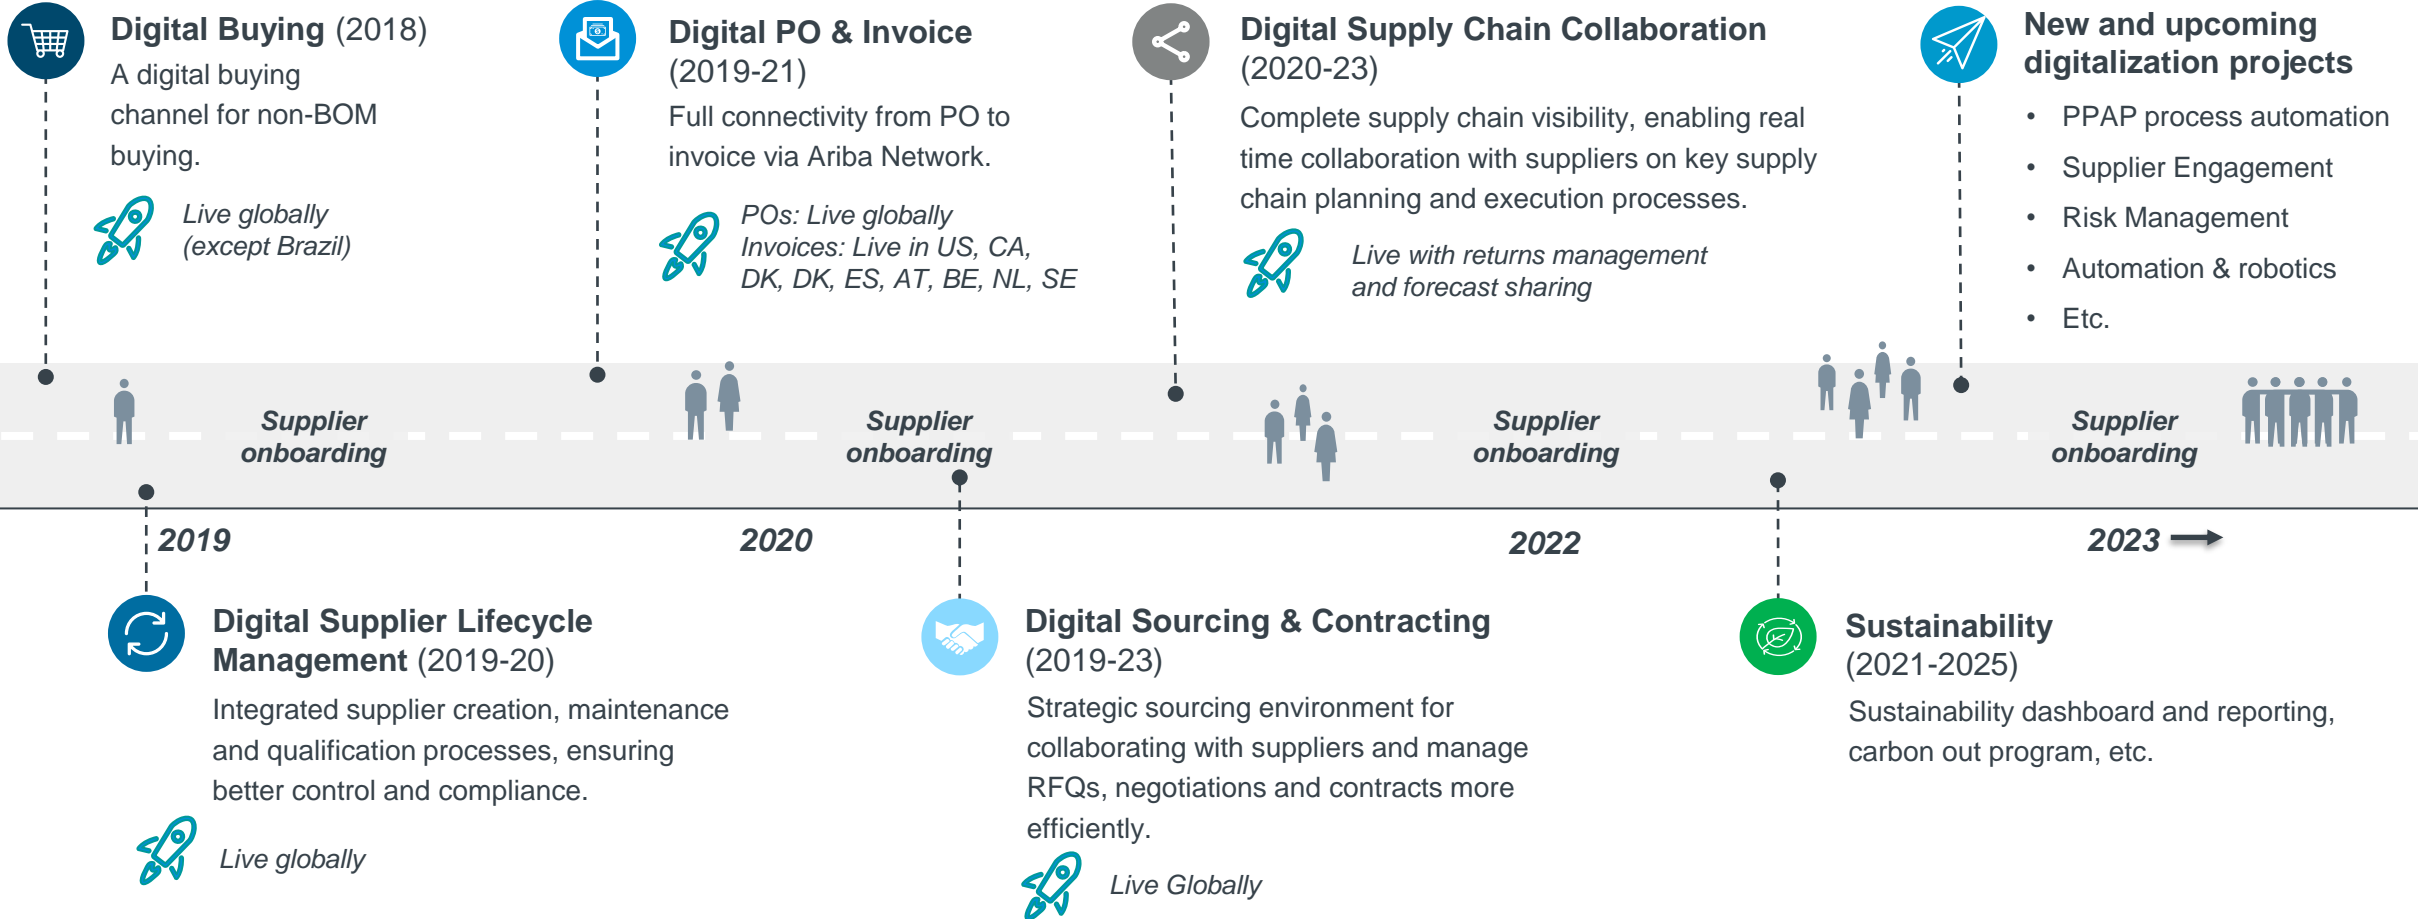 Digital Buying (2018)
A digital buying
channel for non-BOM
buying.
Live globally
(except Brazil)
Digital PO & Invoice
(2019-21)
Full connectivity from PO to
invoice via Ariba Network.
POs: Live globally
Invoices: Live in US, CA,
DK, DK, ES, AT, BE, NL, SE
Digital Supply Chain Collaboration
(2020-23)
Complete supply chain visibility, enabling real
time collaboration with suppliers on key supply
chain planning and execution processes.
Live with returns management
and forecast sharing
New and upcoming
digitalization projects
• PPAP process automation
• Supplier Engagement
• Risk Management
• Automation & robotics
• Etc.
Supplier
onboarding
Supplier
onboarding
Supplier
onboarding
Supplier
onboarding
2019
2020
2022
2023
Digital Supplier Lifecycle
Management (2019-20)
Integrated supplier creation, maintenance
and qualification processes, ensuring
better control and compliance.
Live globally
Digital Sourcing & Contracting
(2019-23)
Strategic sourcing environment for
collaborating with suppliers and manage
RFQs, negotiations and contracts more
efficiently.
Live Globally
Sustainability
(2021-2025)
Sustainability dashboard and reporting,
carbon out program, etc.